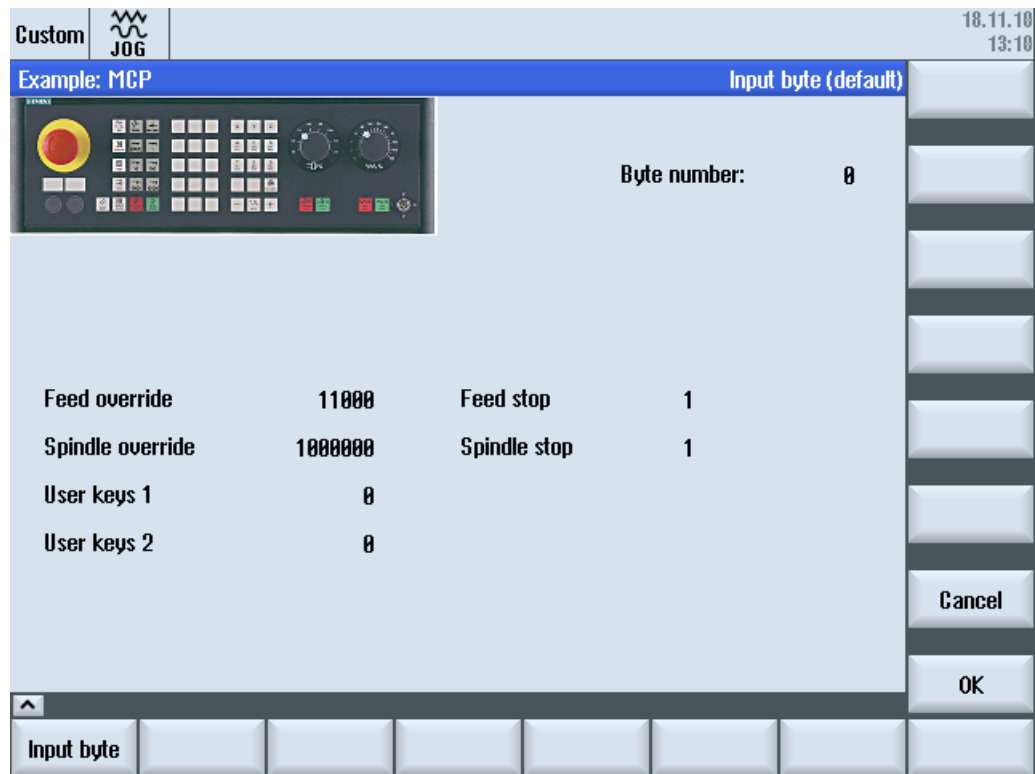 Custom
JOG
18.11.10
13:10
Example: MCP
Input byte (default)
Byte number: 0
Feed override 11000 Feed stop 1
Spindle override 1000000 Spindle stop 1
User keys 1 0
User keys 2 0
Cancel
OK
Input byte